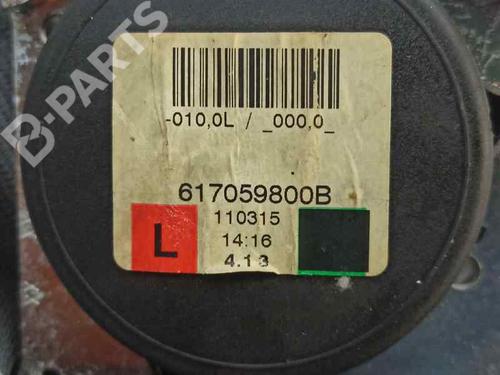 B-PARTS
-010,0L / _000,0_
617059800B
110315
14:16
L
4.13